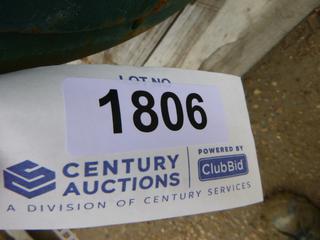 LOT NO.
1806
CENTURY
AUCTIONS
POWERED BY
ClubBid
A DIVISION OF CENTURY SERVICES